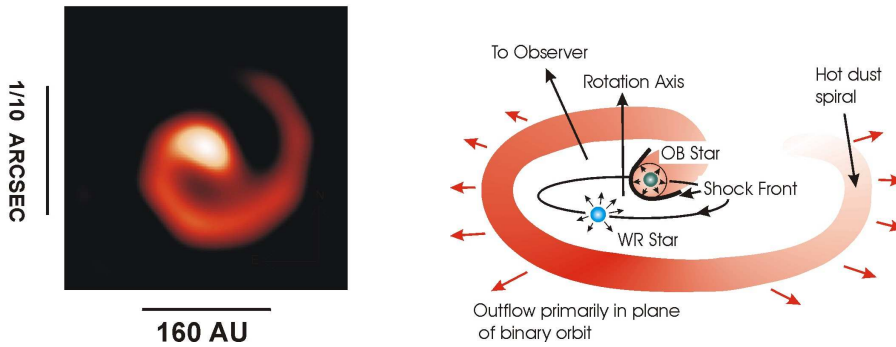 1/10 ARCSEC
160 AU
To Observer
Rotation Axis
Hot dust
spiral
OB Star
Shock Front
WR Star
Outflow primarily in plane
of binary orbit